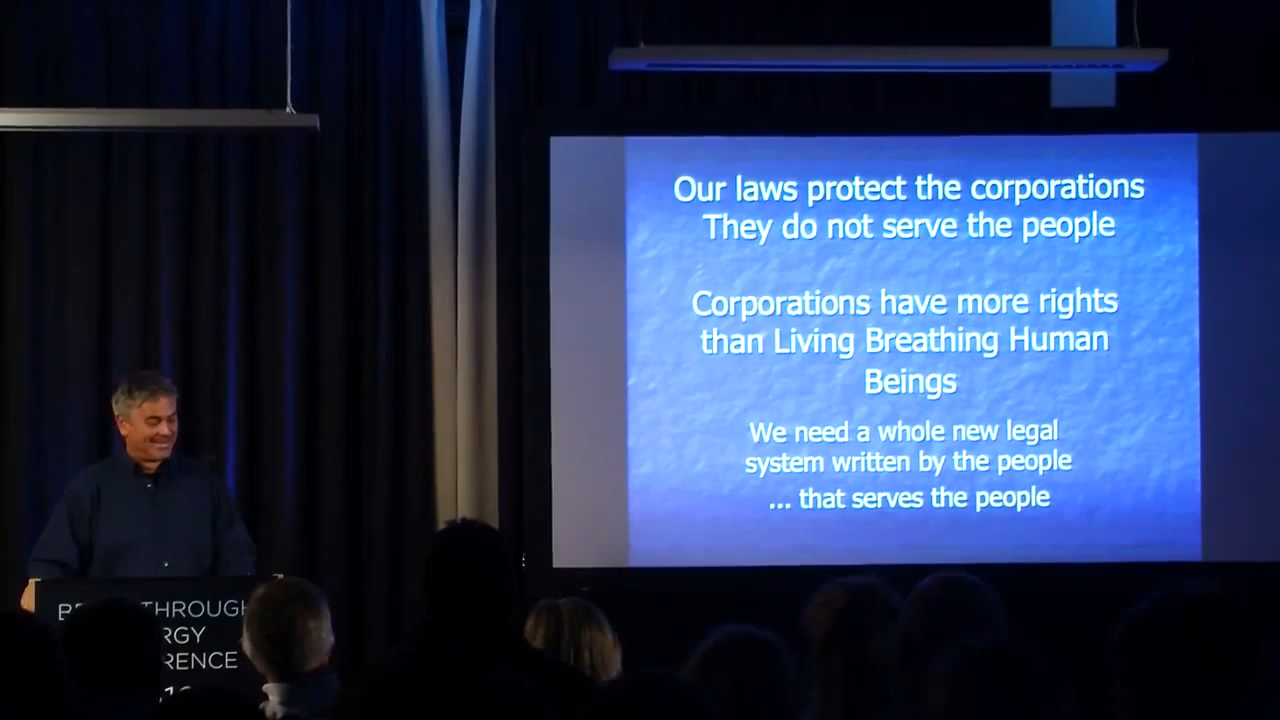 Our laws protect the corporations
They do not serve the people
Corporations have more rights
than Living Breathing Human
Beings
We need a whole new legal
system written by the people
... that serves the people